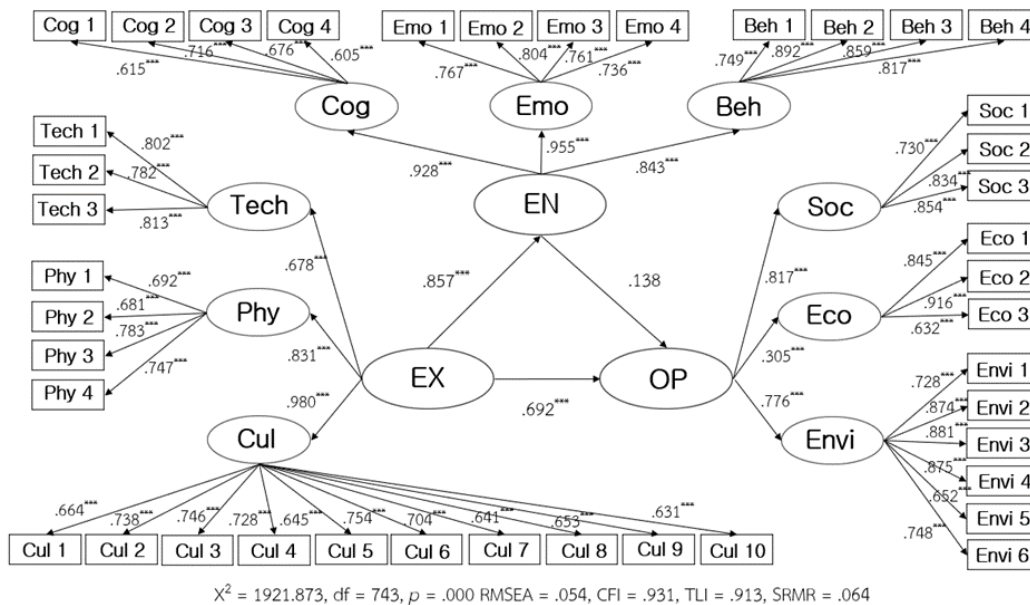 Cog 1 Cog 2 Cog 3 Cog 4 Emo 1 Emo 2 Emo 3 Emo 4 Beh 1 Beh 2 Beh 3 Beh 4
.615*** .716*** .676*** .605*** .767*** .804*** .761*** .736*** .749*** .892*** .859*** .817***
Cog Emo Beh
.928*** .955*** .843***
EN
Tech 1
Tech 2
Tech 3
.802***
.782***
.813***
Tech
.678***
Phy 1
Phy 2
Phy 3
Phy 4
.692***
.681***
.783***
.747***
Phy
.831***
.857*** .138
EX OP
.692***
.980***
Cul
.664*** .738*** .746*** .728*** .645*** .754*** .704*** .641*** .653*** .631***
Cul 1 Cul 2 Cul 3 Cul 4 Cul 5 Cul 6 Cul 7 Cul 8 Cul 9 Cul 10
Soc 1
Soc 2
Soc 3
.730***
.834***
.854***
Soc
.817***
Eco 1
Eco 2
Eco 3
.845***
.916***
.632***
Eco
.305***
Envi 1
Envi 2
Envi 3
Envi 4
Envi 5
Envi 6
.728***
.874***
.881***
.875***
.652***
.748***
Envi
.776***
X² = 1921.873, df = 743, p = .000 RMSEA = .054, CFI = .931, TLI = .913, SRMR = .064